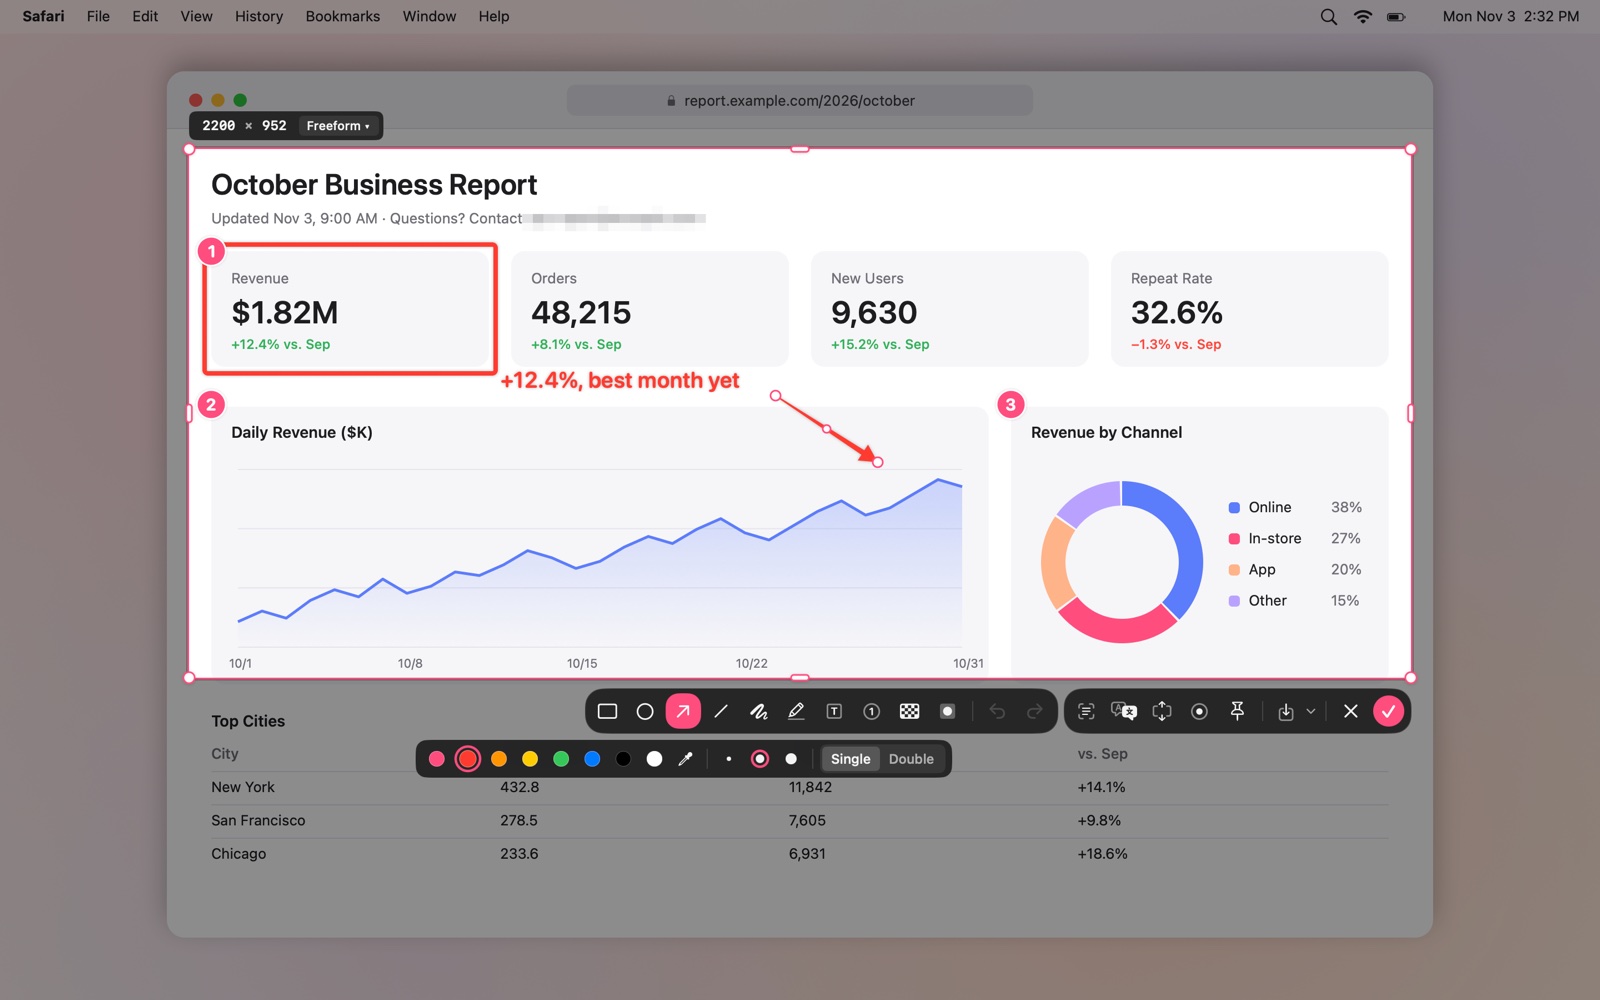 Safari File Edit View History Bookmarks Window Help Mon Nov 3 2:32 PM
report.example.com/2026/october
2200 × 952 Freeform
October Business Report
Updated Nov 3, 9:00 AM · Questions? Contact
1
Revenue
$1.82M
+12.4% vs. Sep
Orders
48,215
+8.1% vs. Sep
New Users
9,630
+15.2% vs. Sep
Repeat Rate
32.6%
−1.3% vs. Sep
+12.4%, best month yet
2
Daily Revenue ($K)
10/1 10/8 10/15 10/22 10/31
3
Revenue by Channel
Online 38%
In-store 27%
App 20%
Other 15%
T 1
A
Single Double
Top Cities
City vs. Sep
New York 432.8 11,842 +14.1%
San Francisco 278.5 7,605 +9.8%
Chicago 233.6 6,931 +18.6%